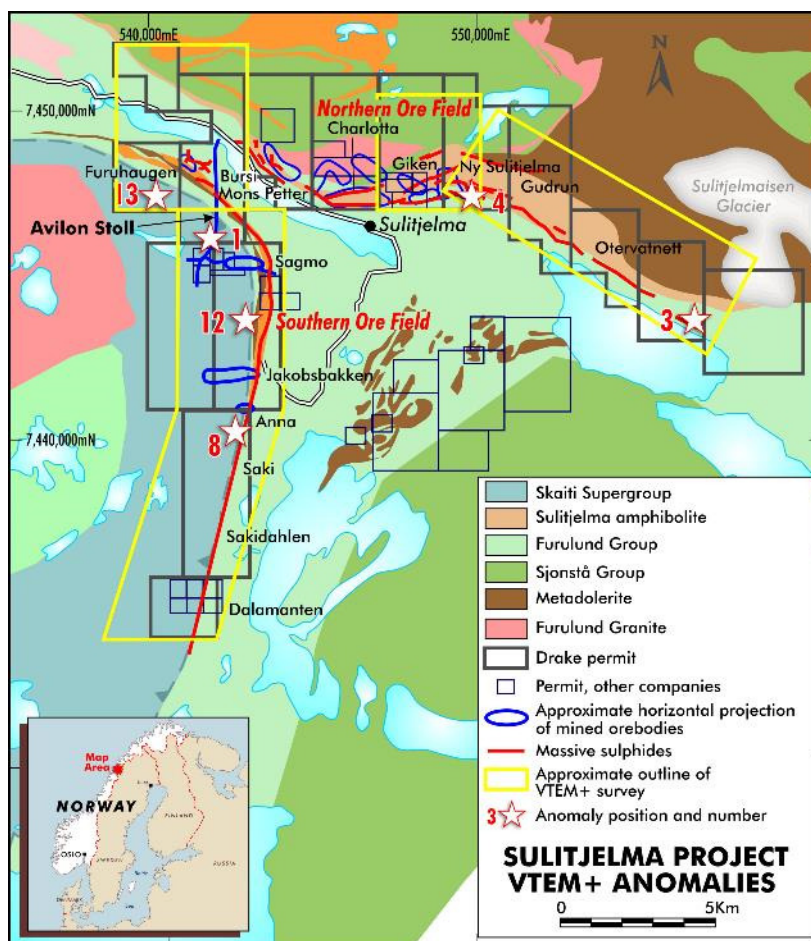 540,000mE
550,000mE
N
7,450,000mN
Northern Ore Field
Charlotta
Furuhaugen
Bursi
Mons Petter
Giken
Ny Sulitjelma
Gudrun
Sulitjelmaisen
Glacier
13
4
Avilon Stoll
Sulitjelma
1
Otervatnett
Sagmo
12
Southern Ore Field
3
Jakobsbakken
7,440,000mN
Anna
8
Saki
Sakidahlen
Dalamanten
Skaiti Supergroup
Sulitjelma amphibolite
Furulund Group
Sjonstå Group
Metadolerite
Furulund Granite
Drake permit
Permit, other companies
Approximate horizontal projection
of mined orebodies
Massive sulphides
Approximate outline of
VTEM+ survey
3
Anomaly position and number
SULITJELMA PROJECT
VTEM+ ANOMALIES
0
5Km
Map
Area
NORWAY
OSLO
FINLAND
SWEDEN
RUSSIA